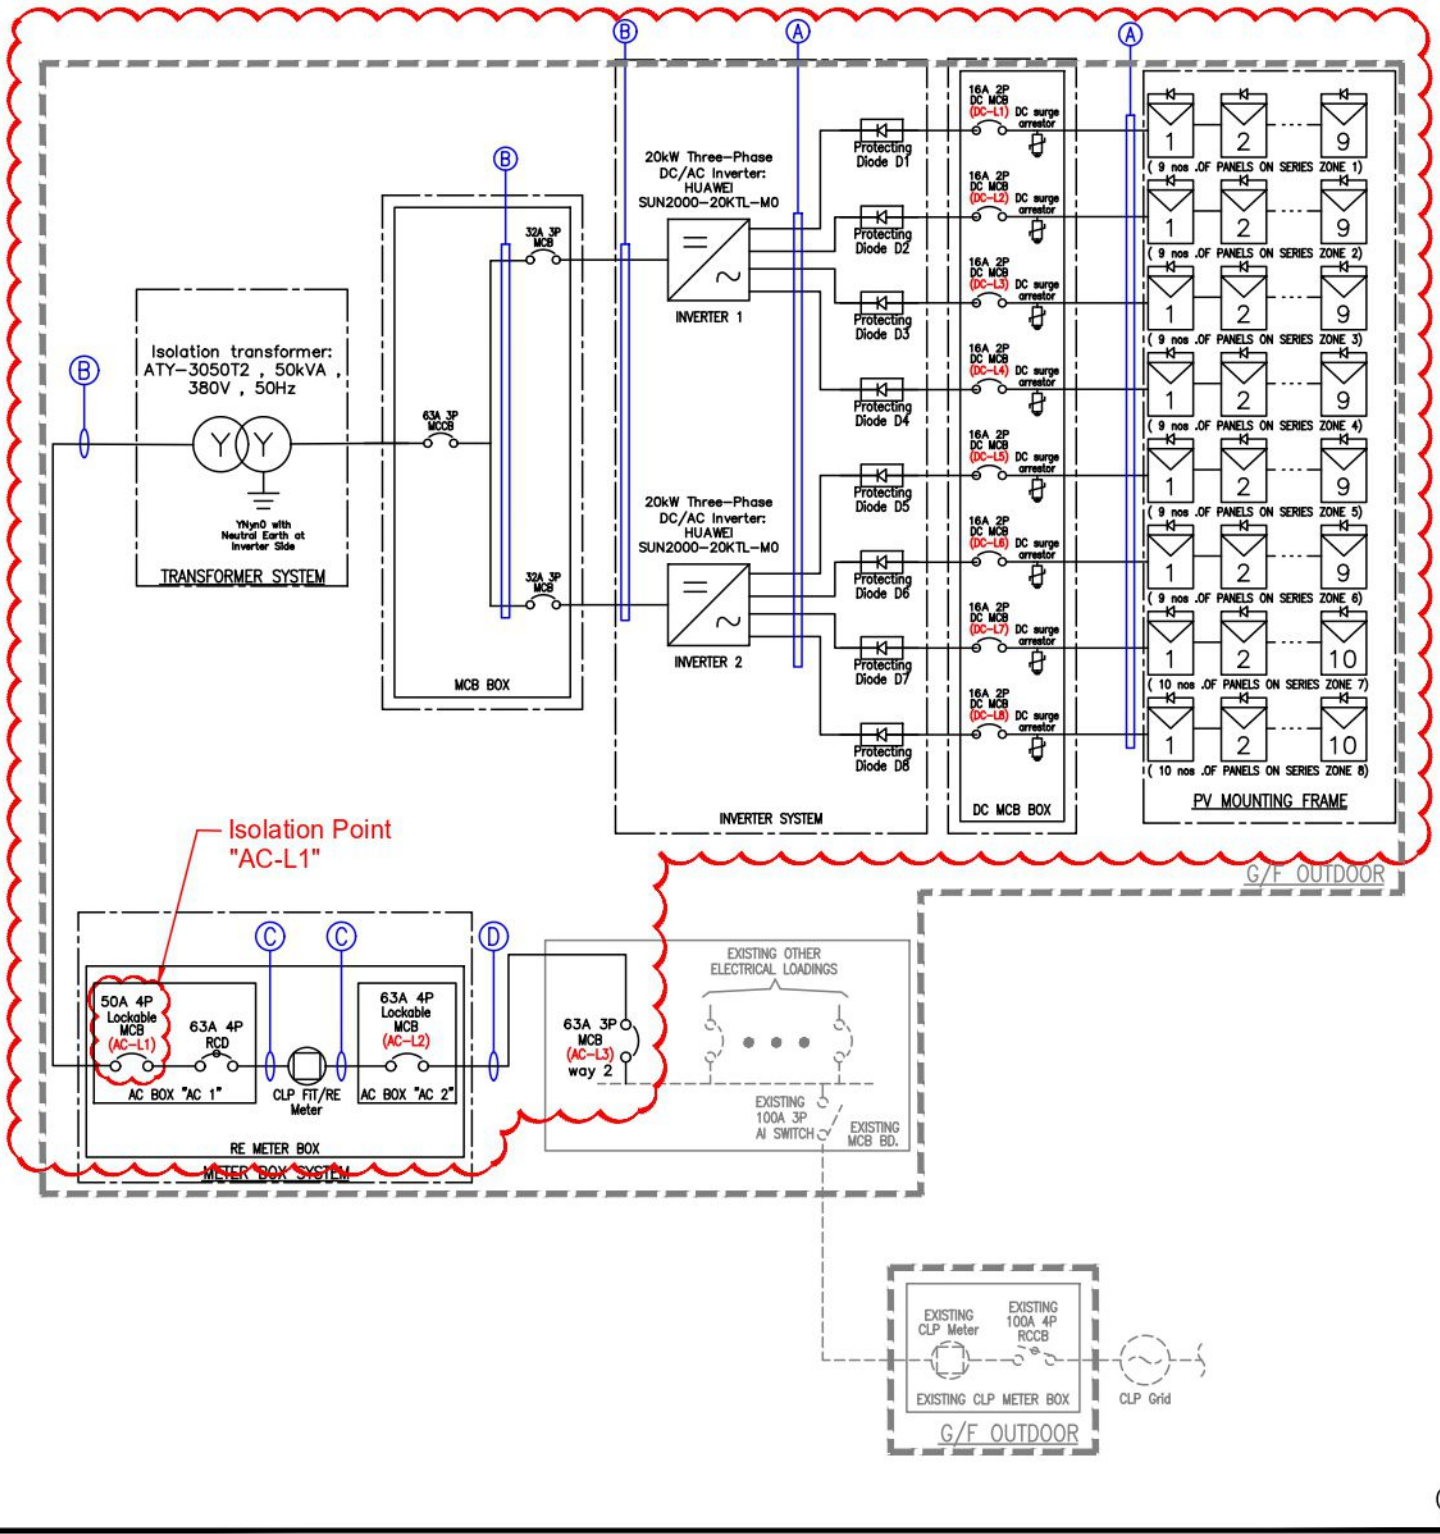 B
A
A
B
B
20kW Three-Phase
DC/AC Inverter:
HUAWEI
SUN2000-20KTL-M0
INVERTER 1
20kW Three-Phase
DC/AC Inverter:
HUAWEI
SUN2000-20KTL-M0
INVERTER 2
Protecting
Diode D1
Protecting
Diode D2
Protecting
Diode D3
Protecting
Diode D4
Protecting
Diode D5
Protecting
Diode D6
Protecting
Diode D7
Protecting
Diode D8
INVERTER SYSTEM
16A 2P
DC MCB
(DC-L1) DC surge
arrestor
16A 2P
DC MCB
(DC-L2) DC surge
arrestor
16A 2P
DC MCB
(DC-L3) DC surge
arrestor
16A 2P
DC MCB
(DC-L4) DC surge
arrestor
16A 2P
DC MCB
(DC-L5) DC surge
arrestor
16A 2P
DC MCB
(DC-L6) DC surge
arrestor
16A 2P
DC MCB
(DC-L7) DC surge
arrestor
16A 2P
DC MCB
(DC-L8) DC surge
arrestor
DC MCB BOX
1 2 9
( 9 nos .OF PANELS ON SERIES ZONE 1)
1 2 9
( 9 nos .OF PANELS ON SERIES ZONE 2)
1 2 9
( 9 nos .OF PANELS ON SERIES ZONE 3)
1 2 9
( 9 nos .OF PANELS ON SERIES ZONE 4)
1 2 9
( 9 nos .OF PANELS ON SERIES ZONE 5)
1 2 9
( 9 nos .OF PANELS ON SERIES ZONE 6)
1 2 10
( 10 nos .OF PANELS ON SERIES ZONE 7)
1 2 10
( 10 nos .OF PANELS ON SERIES ZONE 8)
PV MOUNTING FRAME
G/F OUTDOOR
32A 3P
MCB
63A 3P
MCCB
32A 3P
MCB
MCB BOX
Isolation transformer:
ATY-3050T2 , 50kVA ,
380V , 50Hz
Y Y
YNyn0 with
Neutral Earth at
Inverter Side
TRANSFORMER SYSTEM
Isolation Point
"AC-L1"
C
C
D
50A 4P
Lockable
MCB
(AC-L1)
63A 4P
RCD
AC BOX "AC 1"
CLP FiT/RE
Meter
63A 4P
Lockable
MCB
(AC-L2)
AC BOX "AC 2"
RE METER BOX
METER BOX SYSTEM
63A 3P
MCB
(AC-L3)
way 2
EXISTING OTHER
ELECTRICAL LOADINGS
EXISTING
100A 3P
AI SWITCH
EXISTING
MCB BD.
EXISTING
CLP Meter
EXISTING
100A 4P
RCCB
EXISTING CLP METER BOX
CLP Grid
G/F OUTDOOR